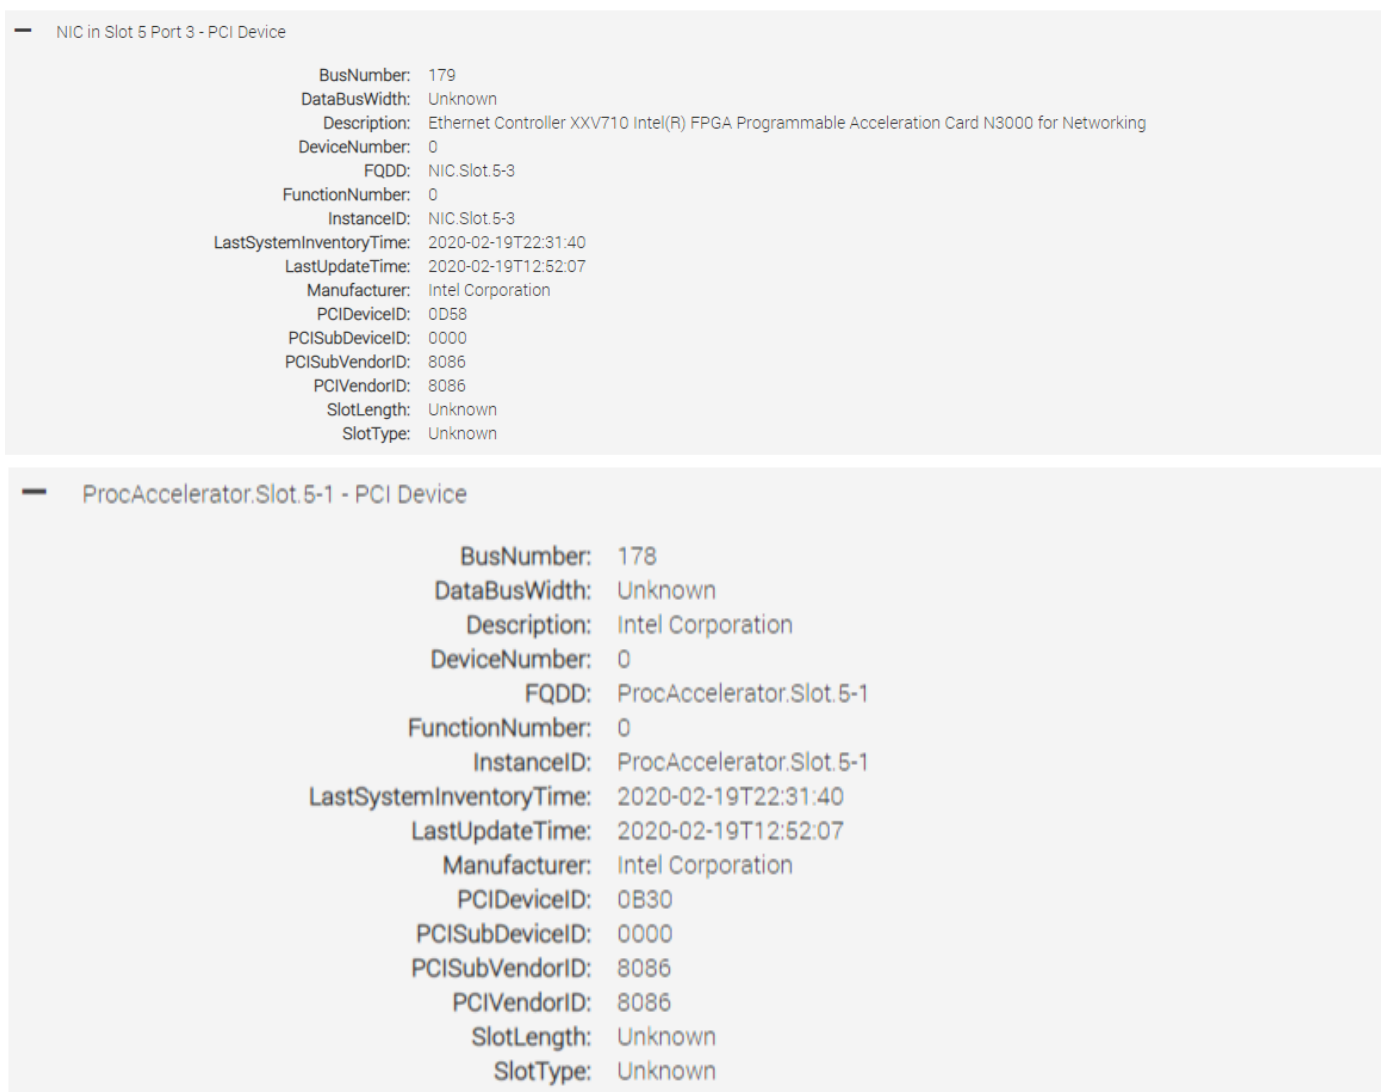 NIC in Slot 5 Port 3 - PCI Device
BusNumber: 179
DataBusWidth: Unknown
Description: Ethernet Controller XXV710 Intel(R) FPGA Programmable Acceleration Card N3000 for Networking
DeviceNumber: 0
FQDD: NIC.Slot.5-3
FunctionNumber: 0
InstanceID: NIC.Slot.5-3
LastSystemInventoryTime: 2020-02-19T22:31:40
LastUpdateTime: 2020-02-19T12:52:07
Manufacturer: Intel Corporation
PCIDeviceID: 0D58
PCISubDeviceID: 0000
PCISubVendorID: 8086
PCIVendorID: 8086
SlotLength: Unknown
SlotType: Unknown
ProcAccelerator.Slot.5-1 - PCI Device
BusNumber: 178
DataBusWidth: Unknown
Description: Intel Corporation
DeviceNumber: 0
FQDD: ProcAccelerator.Slot.5-1
FunctionNumber: 0
InstanceID: ProcAccelerator.Slot.5-1
LastSystemInventoryTime: 2020-02-19T22:31:40
LastUpdateTime: 2020-02-19T12:52:07
Manufacturer: Intel Corporation
PCIDeviceID: 0B30
PCISubDeviceID: 0000
PCISubVendorID: 8086
PCIVendorID: 8086
SlotLength: Unknown
SlotType: Unknown